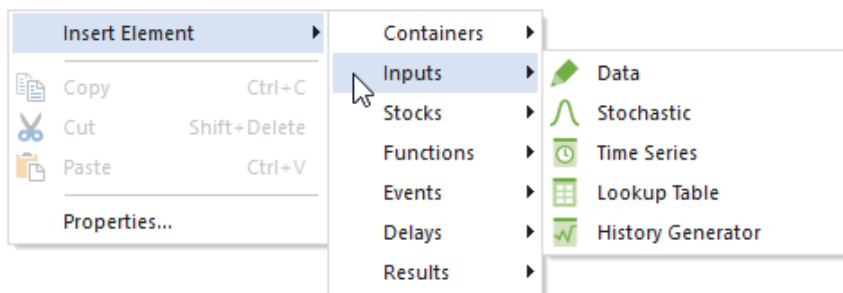 Insert Element
Copy Ctrl+C
Cut Shift+Delete
Paste Ctrl+V
Properties...
Containers
Inputs
Stocks
Functions
Events
Delays
Results
Data
Stochastic
Time Series
Lookup Table
History Generator